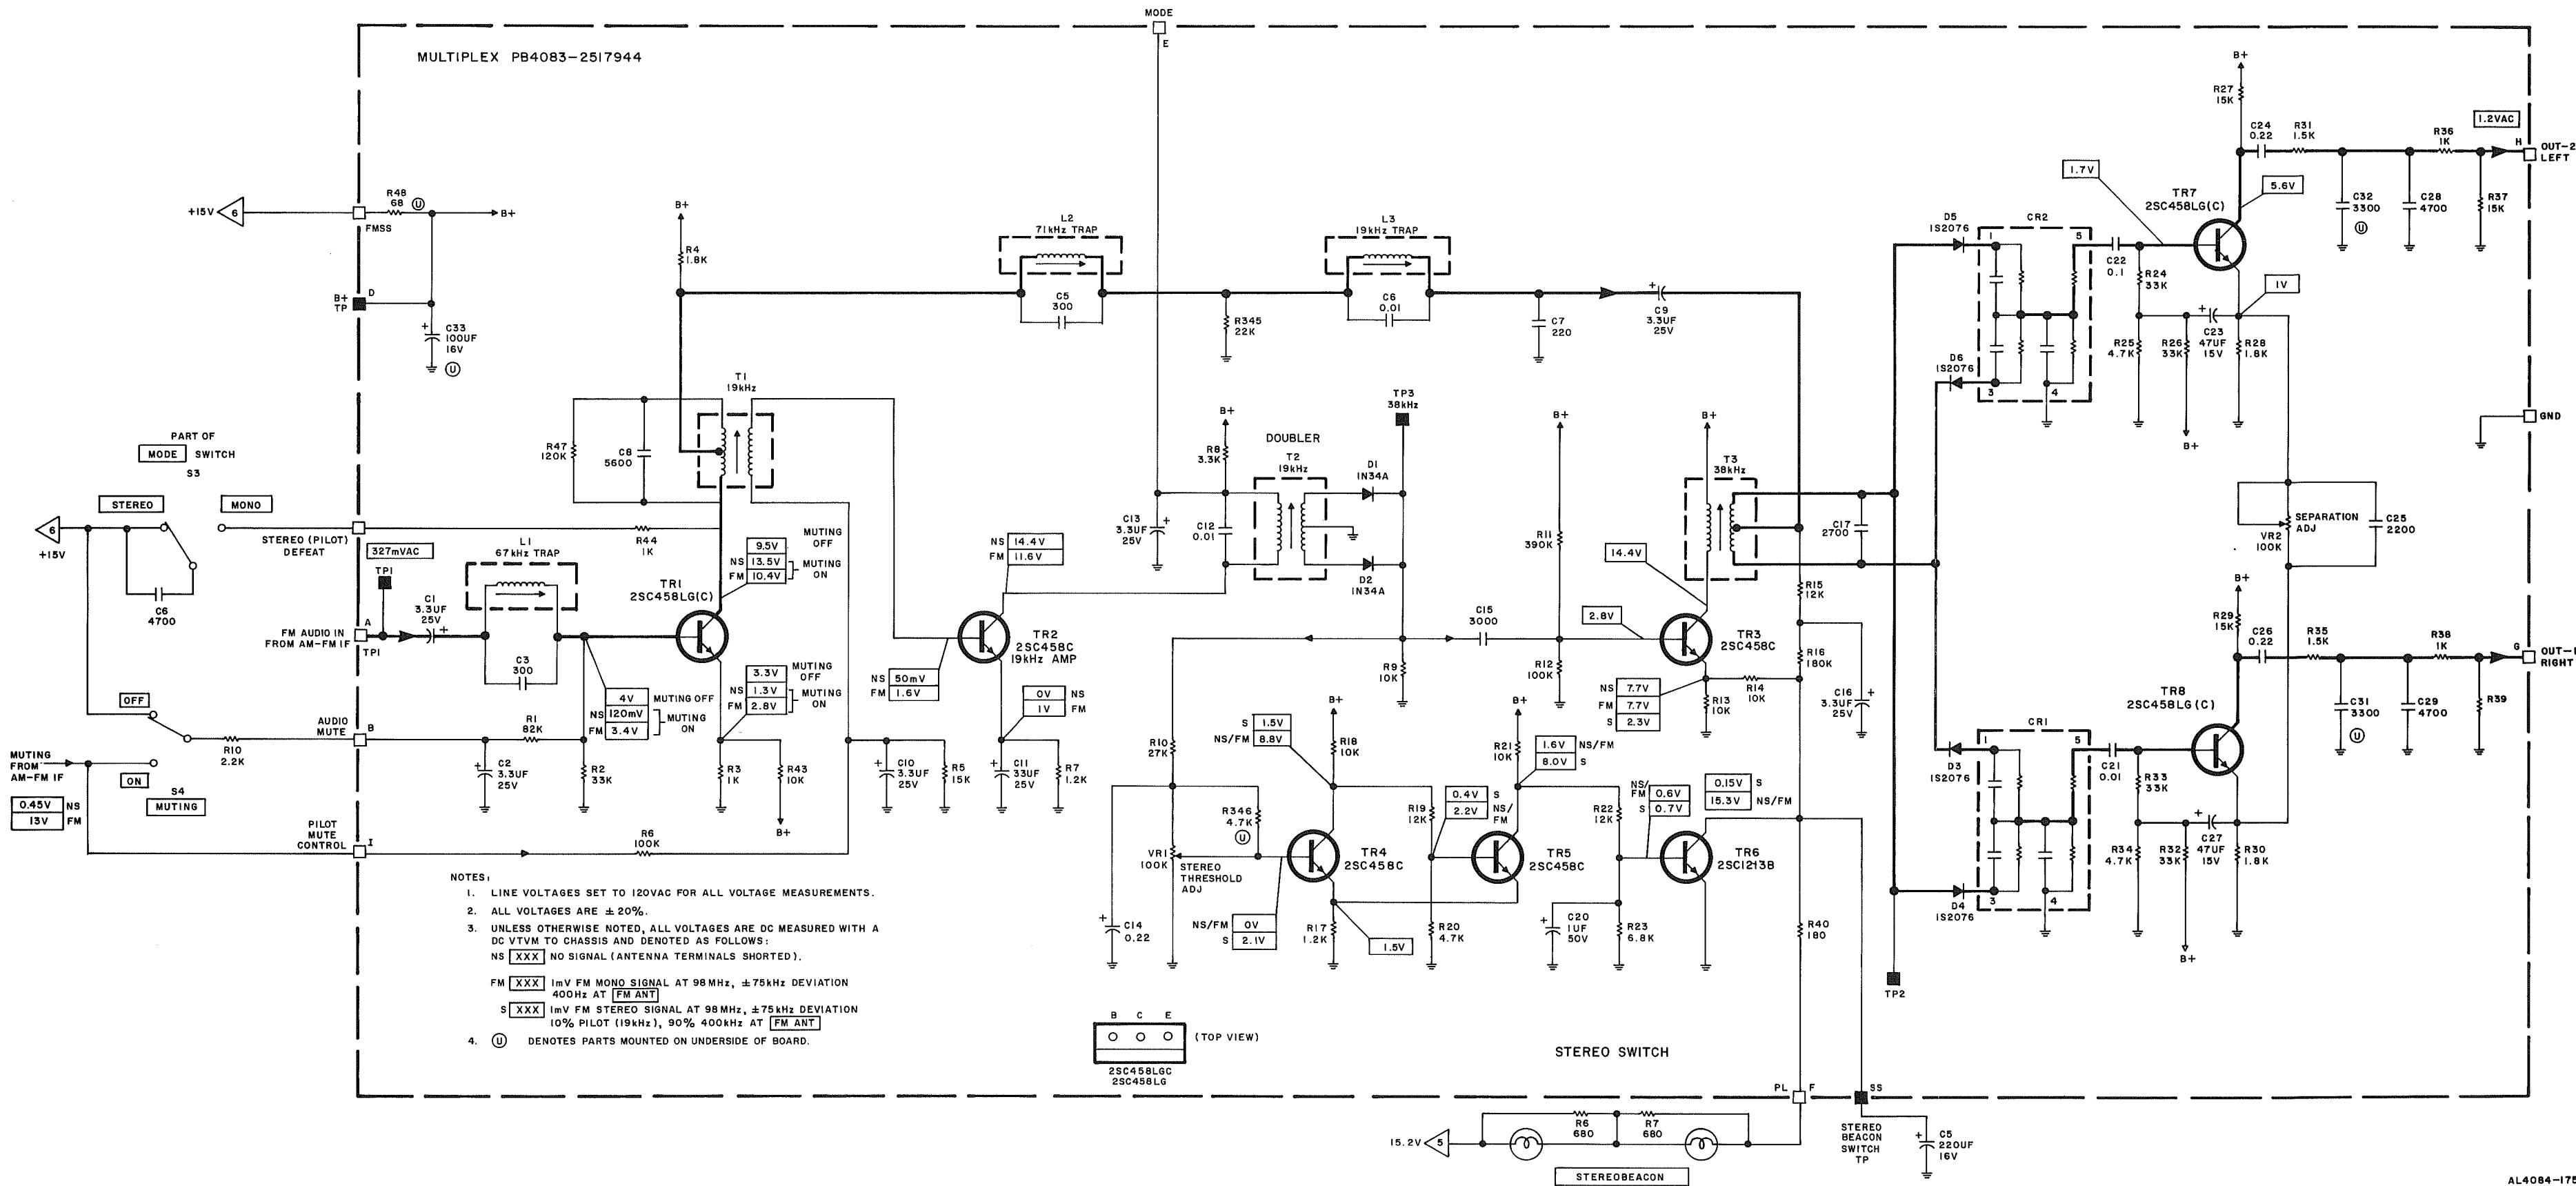 MODE
E
MULTIPLEX PB4083-2517944
B+
R27
15K
1.2VAC
C24
0.22
R31
1.5K
R36
1K
H
OUT-2
LEFT
1.7V
5.6V
TR7
2SC458LG(C)
C32
3300
U
C28
4700
R37
15K
R48
68
U
+15V
6
B+
FMSS
B+
TP
D
C33
100UF
16V
U
B+
R4
1.8K
L2
71kHz TRAP
C5
300
R345
22K
L3
19kHz TRAP
C6
0.01
C7
220
C9
3.3UF
25V
D5
1S2076
CR2
1
5
3
4
C22
0.1
R24
33K
1V
D6
1S2076
R25
4.7K
R26
33K
C23
47UF
15V
R28
1.8K
B+
GND
T1
19kHz
R47
120K
C8
5600
PART OF
MODE SWITCH
S3
STEREO
MONO
6
+15V
STEREO (PILOT)
DEFEAT
C6
4700
R44
1K
327mVAC
TP1
L1
67kHz TRAP
C1
3.3UF
25V
A
FM AUDIO IN
FROM AM-FM IF
TP1
C3
300
TR1
2SC458LG(C)
9.5V MUTING OFF
NS 13.5V
FM 10.4V
MUTING ON
3.3V MUTING OFF
NS 1.3V
FM 2.8V
MUTING ON
4V MUTING OFF
NS 120mV
FM 3.4V
MUTING ON
OFF
ON
AUDIO
MUTE
B
R10
2.2K
S4
MUTING
MUTING
FROM
AM-FM IF
0.45V NS
13V FM
PILOT
MUTE
CONTROL
I
R1
82K
C2
3.3UF
25V
R2
33K
R3
1K
R43
10K
B+
R6
100K
C10
3.3UF
25V
R5
15K
C11
33UF
25V
R7
1.2K
NS 14.4V
FM 11.6V
TR2
2SC458C
19kHz AMP
NS 50mV
FM 1.6V
0V NS
1V FM
B+
R8
3.3K
C13
3.3UF
25V
C12
0.01
DOUBLER
T2
19kHz
D1
1N34A
D2
1N34A
TP3
38kHz
B+
R11
390K
C15
3000
R9
10K
R12
100K
B+
T3
38kHz
14.4V
2.8V
TR3
2SC458C
C17
2700
R15
12K
R16
180K
R14
10K
R13
10K
C16
3.3UF
25V
NS 7.7V
FM 7.7V
S 2.3V
SEPARATION
ADJ
VR2
100K
C25
2200
B+
R29
15K
C26
0.22
R35
1.5K
R38
1K
G
OUT-1
RIGHT
TR8
2SC458LG(C)
C31
3300
U
C29
4700
R39
CR1
1
5
3
4
D3
1S2076
D4
1S2076
C21
0.01
R33
33K
R34
4.7K
R32
33K
C27
47UF
15V
R30
1.8K
B+
R10
27K
R346
4.7K
U
VR1
100K
STEREO
THRESHOLD
ADJ
C14
0.22
S 1.5V
NS/FM 8.8V
B+
R18
10K
TR4
2SC458C
NS/FM 0V
S 2.1V
R17
1.2K
1.5V
R19
12K
R20
4.7K
0.4V S
2.2V NS/FM
B+
R21
10K
1.6V NS/FM
8.0V S
TR5
2SC458C
R22
12K
C20
1UF
50V
R23
6.8K
NS/FM 0.6V
S 0.7V
0.15V S
15.3V NS/FM
TR6
2SC1213B
R40
180
TP2
NOTES:
1. LINE VOLTAGES SET TO 120VAC FOR ALL VOLTAGE MEASUREMENTS.
2. ALL VOLTAGES ARE ± 20%.
3. UNLESS OTHERWISE NOTED, ALL VOLTAGES ARE DC MEASURED WITH A
DC VTVM TO CHASSIS AND DENOTED AS FOLLOWS:
NS XXX NO SIGNAL (ANTENNA TERMINALS SHORTED).
FM XXX 1mV FM MONO SIGNAL AT 98MHz, ±75kHz DEVIATION
400Hz AT FM ANT
S XXX 1mV FM STEREO SIGNAL AT 98MHz, ±75kHz DEVIATION
10% PILOT (19kHz), 90% 400kHz AT FM ANT
4. U DENOTES PARTS MOUNTED ON UNDERSIDE OF BOARD.
B C E
(TOP VIEW)
2SC458LGC
2SC458LG
STEREO SWITCH
PL
F
SS
15.2V
5
R6
680
R7
680
STEREOBEACON
STEREO
BEACON
SWITCH
TP
C5
220UF
16V
AL4084-175